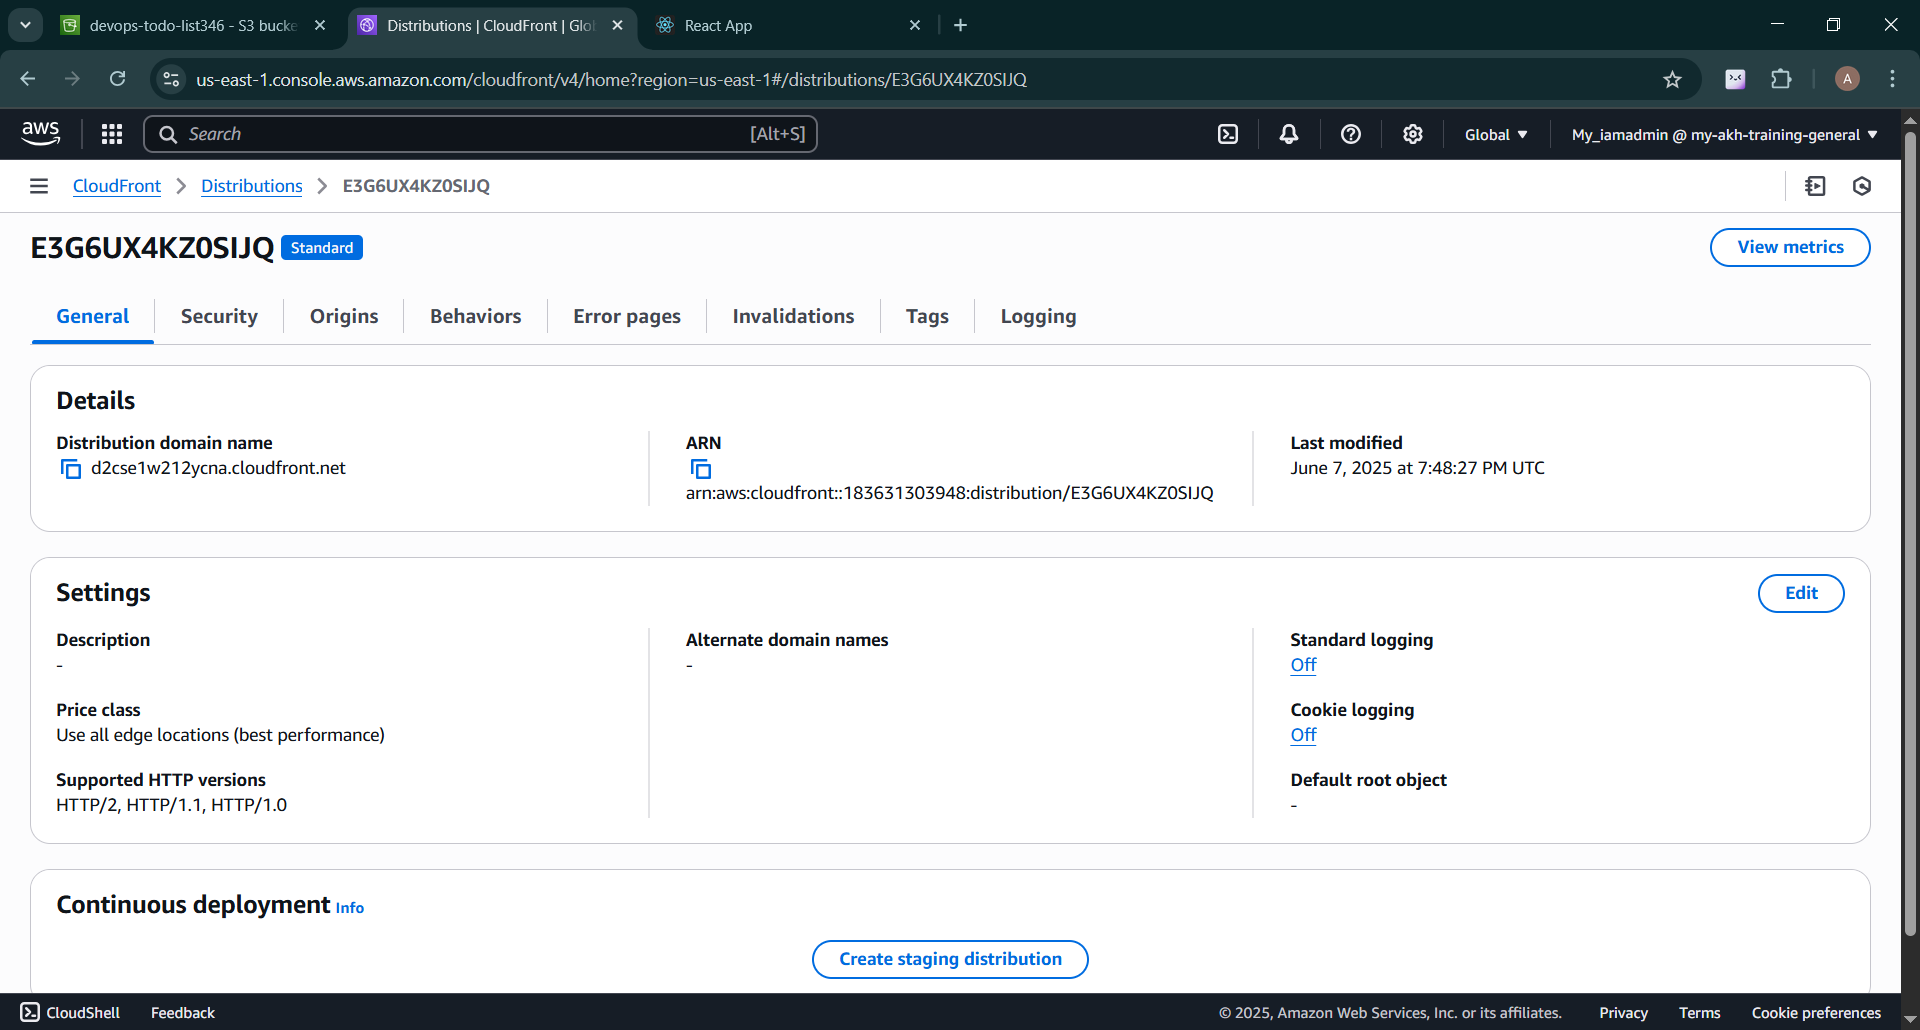 devops-todo-list346 - S3 bucke
Distributions | CloudFront | Glo
React App
us-east-1.console.aws.amazon.com/cloudfront/v4/home?region=us-east-1#/distributions/E3G6UX4KZ0SIJQ
A
aws
Search
[Alt+S]
Global
My_iamadmin @ my-akh-training-general
CloudFront
Distributions
E3G6UX4KZ0SIJQ
E3G6UX4KZ0SIJQ
Standard
View metrics
General
Security
Origins
Behaviors
Error pages
Invalidations
Tags
Logging
Details
Distribution domain name
d2cse1w212ycna.cloudfront.net
ARN
arn:aws:cloudfront::183631303948:distribution/E3G6UX4KZ0SIJQ
Last modified
June 7, 2025 at 7:48:27 PM UTC
Settings
Edit
Description
-
Price class
Use all edge locations (best performance)
Supported HTTP versions
HTTP/2, HTTP/1.1, HTTP/1.0
Alternate domain names
-
Standard logging
Off
Cookie logging
Off
Default root object
-
Continuous deployment Info
Create staging distribution
CloudShell
Feedback
© 2025, Amazon Web Services, Inc. or its affiliates.
Privacy
Terms
Cookie preferences